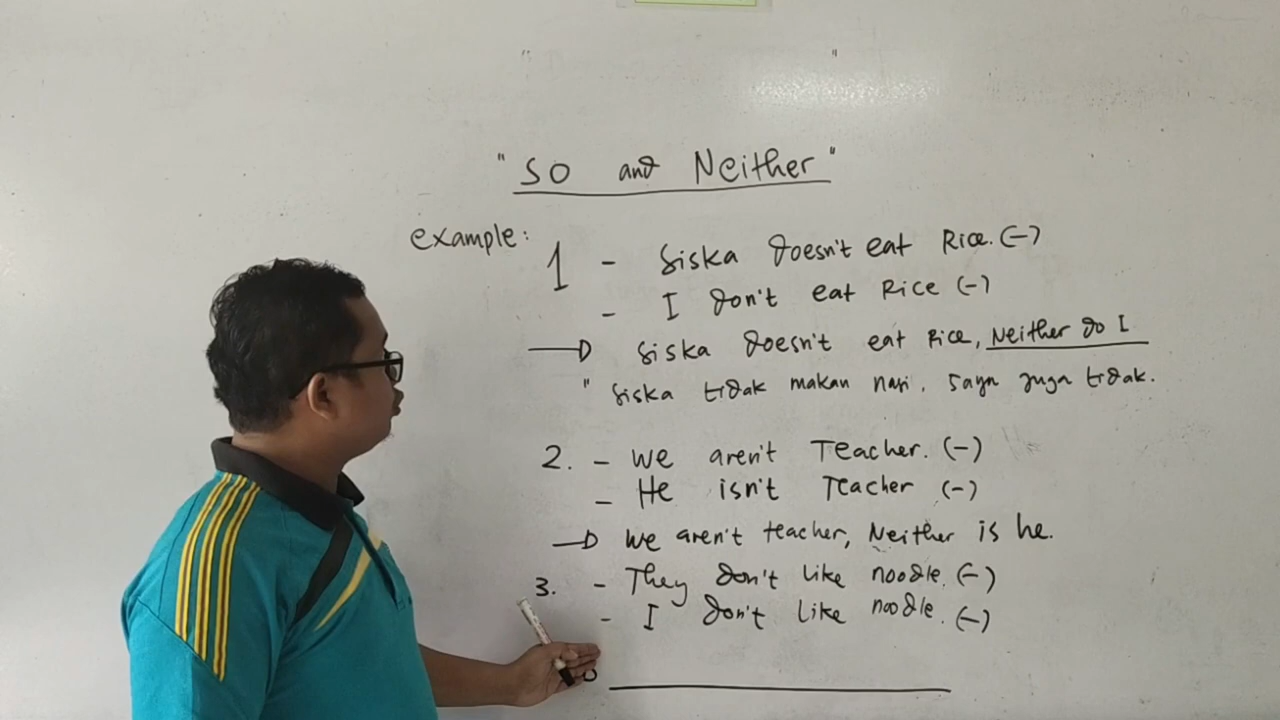 "So and Neither"
example:
1 - Siska doesn't eat Rice. (-)
- I don't eat Rice (-)
Siska doesn't eat Rice, Neither do I
" Siska tidak makan nasi, saya juga tidak.
2. - We aren't Teacher. (-)
- He isn't Teacher (-)
We aren't teacher, Neither is he.
3. - They don't like noodle. (-)
- I don't like noodle. (-)